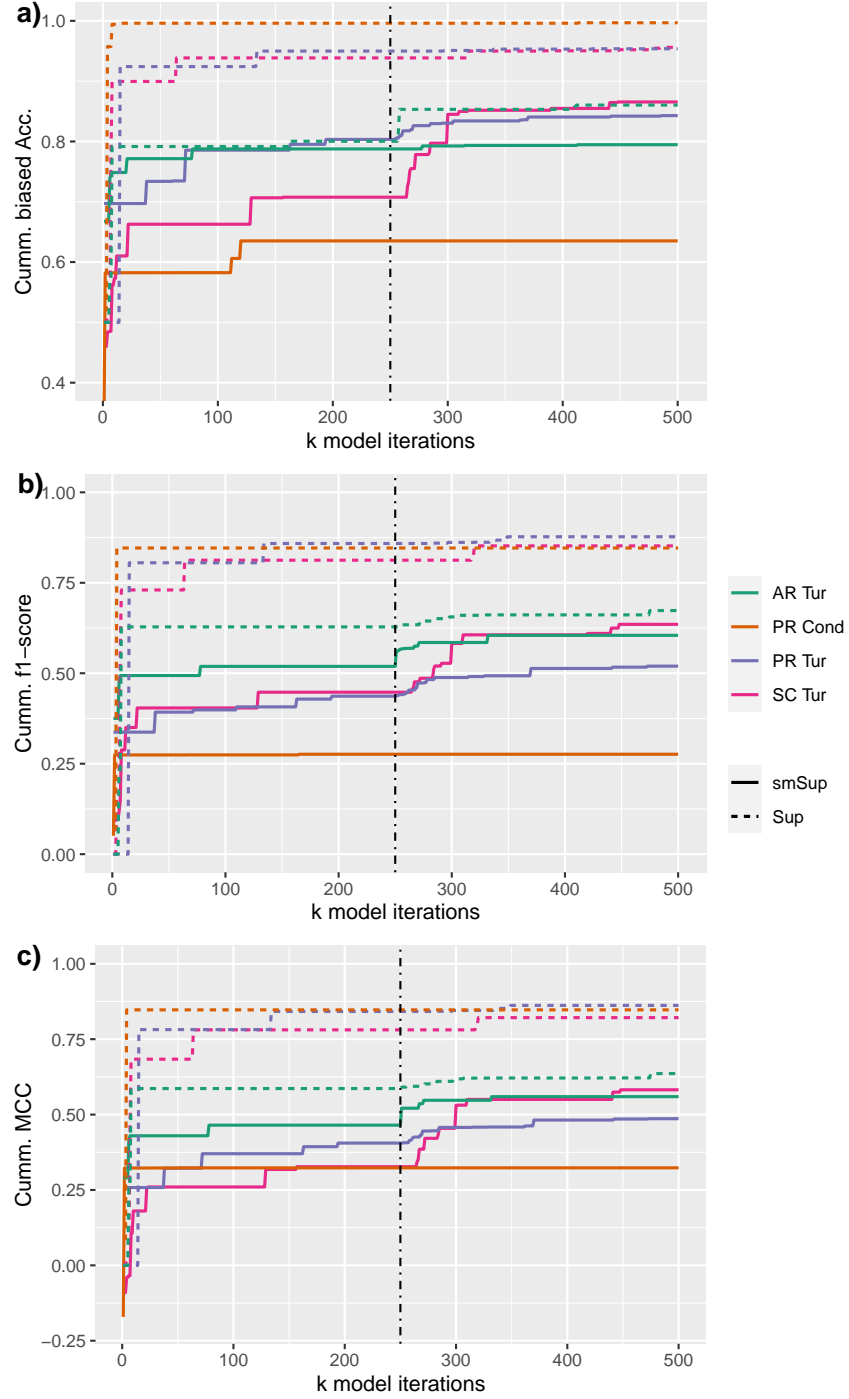 a)
1.0
0.8
0.6
0.4
Cumm. biased Acc.
0
100
200
300
400
500
k model iterations
b)
1.00
0.75
0.50
0.25
0.00
Cumm. f1−score
0
100
200
300
400
500
k model iterations
AR Tur
PR Cond
PR Tur
SC Tur
smSup
Sup
c)
1.00
0.75
0.50
0.25
0.00
−0.25
Cumm. MCC
0
100
200
300
400
500
k model iterations